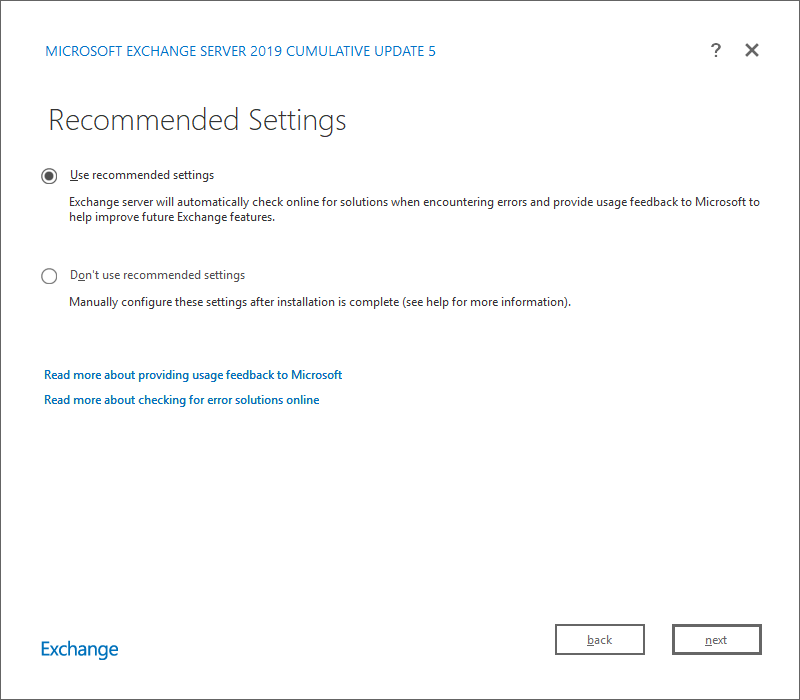 MICROSOFT EXCHANGE SERVER 2019 CUMULATIVE UPDATE 5
?
Recommended Settings
Use recommended settings
Exchange server will automatically check online for solutions when encountering errors and provide usage feedback to Microsoft to
help improve future Exchange features.
Don't use recommended settings
Manually configure these settings after installation is complete (see help for more information).
Read more about providing usage feedback to Microsoft
Read more about checking for error solutions online
Exchange
back
next